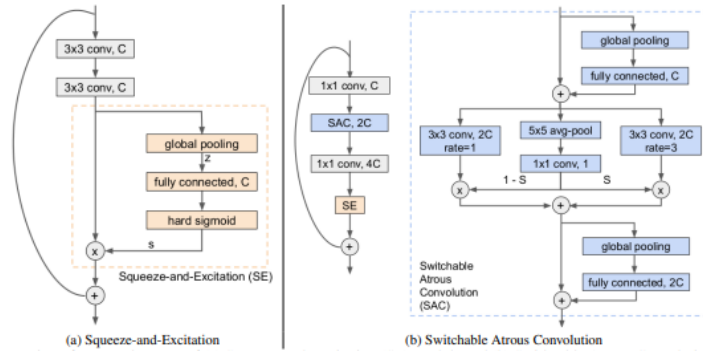 3x3 conv, C
3x3 conv, C
global pooling
z
fully connected, C
hard sigmoid
s
x
Squeeze-and-Excitation (SE)
+
(a) Squeeze-and-Excitation
1x1 conv, C
SAC, 2C
1x1 conv, 4C
SE
+
global pooling
fully connected, C
+
3x3 conv, 2C
rate=1
5x5 avg-pool
3x3 conv, 2C
rate=3
1x1 conv, 1
1 - S
S
x
x
+
global pooling
fully connected, 2C
+
Switchable
Atrous
Convolution
(SAC)
(b) Switchable Atrous Convolution